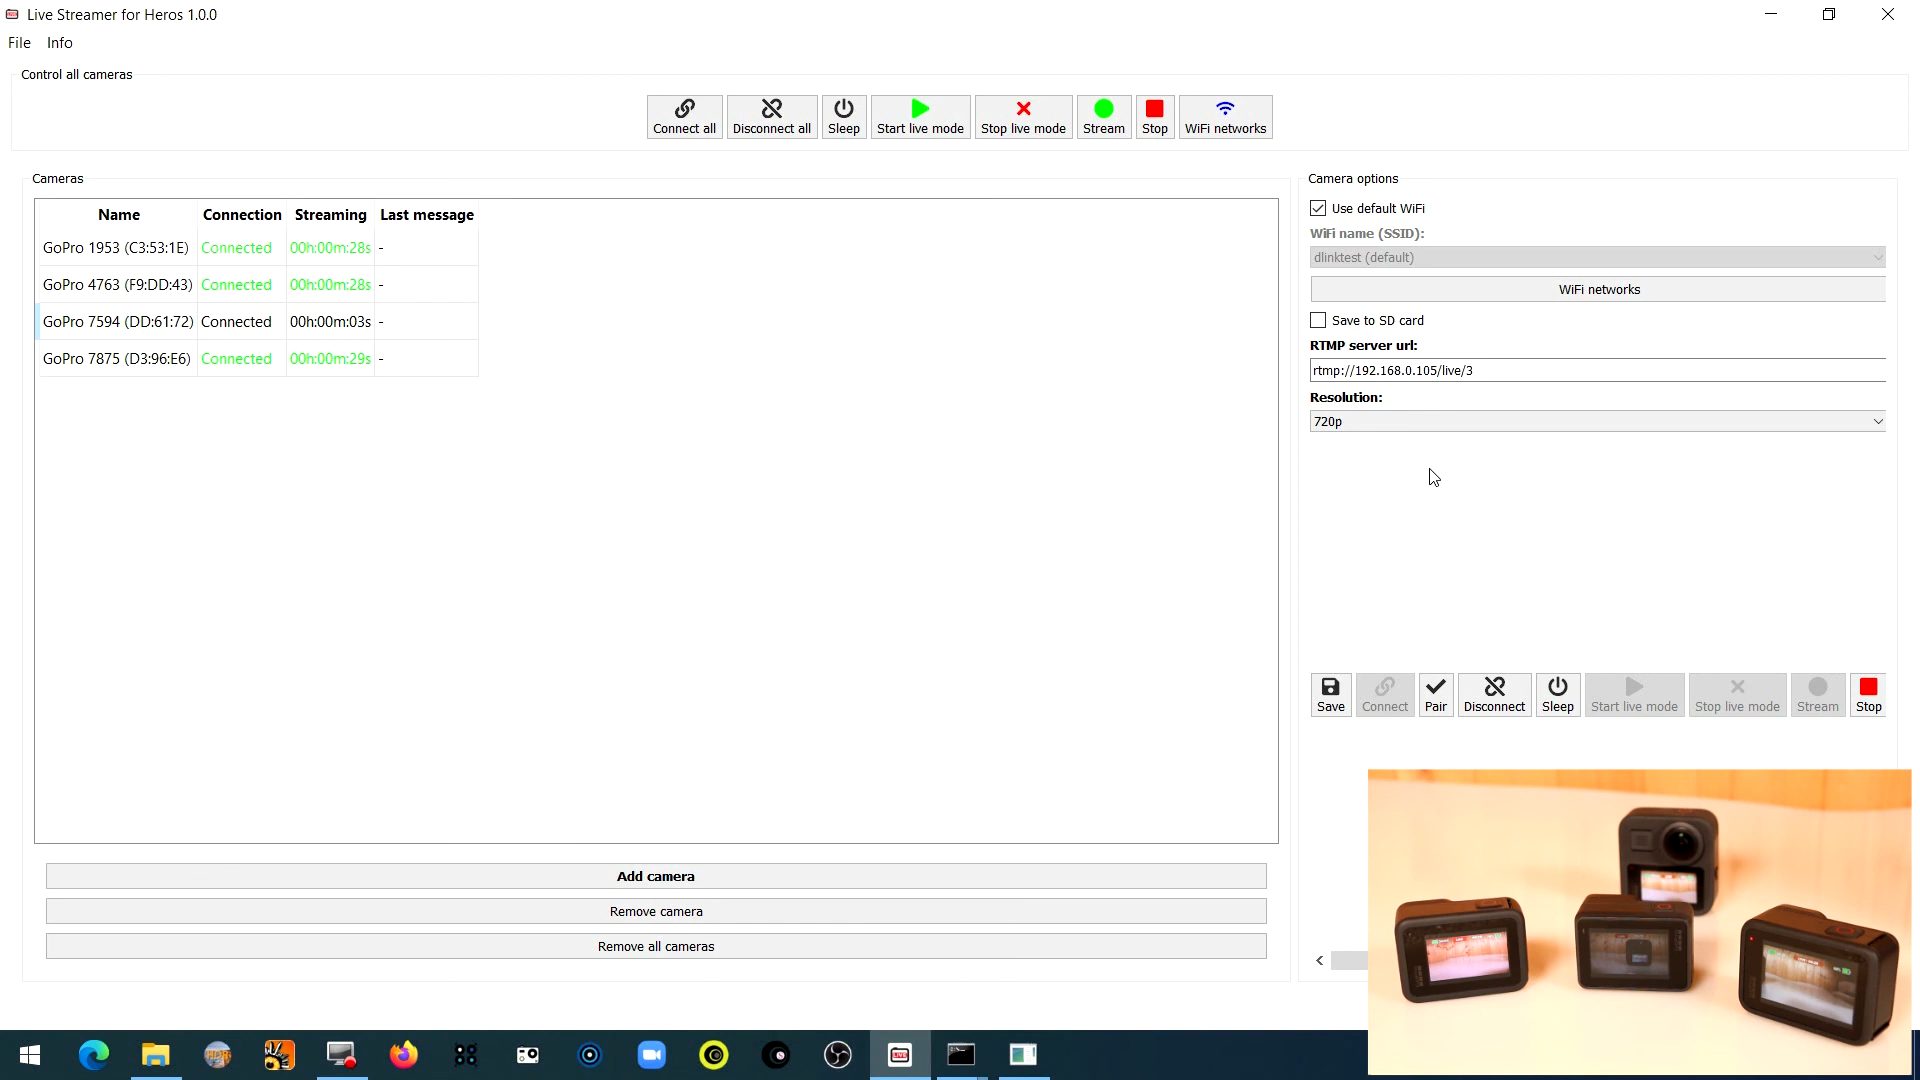 Live Streamer for Heros 1.0.0
File Info
Control all cameras
Connect all Disconnect all Sleep Start live mode Stop live mode Stream Stop WiFi networks
Cameras
Name Connection Streaming Last message
GoPro 1953 (C3:53:1E) Connected 00h:00m:28s -
GoPro 4763 (F9:DD:43) Connected 00h:00m:28s -
GoPro 7594 (DD:61:72) Connected 00h:00m:03s -
GoPro 7875 (D3:96:E6) Connected 00h:00m:29s -
Add camera
Remove camera
Remove all cameras
Camera options
Use default WiFi
WiFi name (SSID):
dlinktest (default)
WiFi networks
Save to SD card
RTMP server url:
rtmp://192.168.0.105/live/3
Resolution:
720p
Save Connect Pair Disconnect Sleep Start live mode Stop live mode Stream Stop